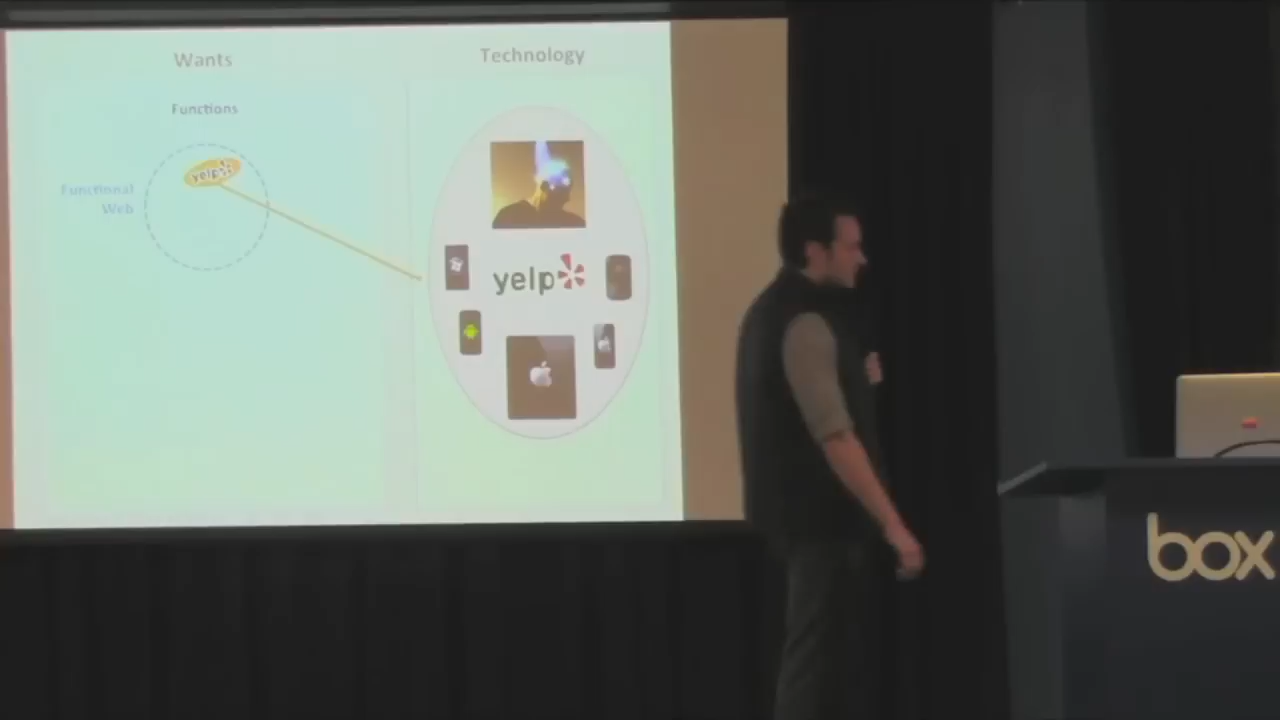 Wants
Technology
Functions
yelp
Functional
Web
yelp
box